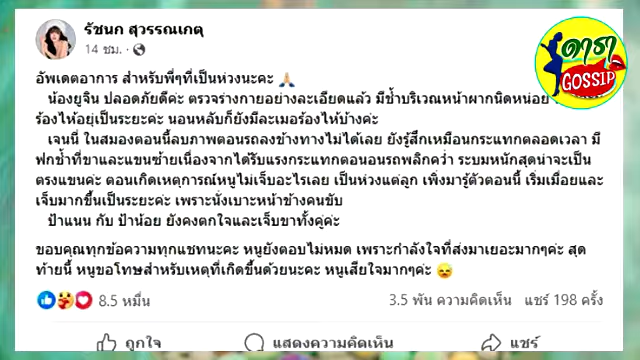 รัชนก สุวรรณเกตุ
14 ชม.
ดารา
GOSSIP
อัพเดตอาการ สำหรับพี่ๆที่เป็นห่วงนะคะ 🙏🏻
น้องยูจิน ปลอดภัยดีค่ะ ตรวจร่างกายอย่างละเอียดแล้ว มีช้ำบริเวณหน้าผากนิดหน่อย
ร้องไห้อยู่เป็นระยะค่ะ นอนหลับก็ยังมีละเมอร้องไห้บ้างค่ะ
เจนนี่ ในสมองตอนนี้ลบภาพตอนรถลงข้างทางไม่ได้เลย ยังรู้สึกเหมือนกระแทกตลอดเวลา มี
ฟกช้ำที่ขาและแขนซ้ายเนื่องจากได้รับแรงกระแทกตอนอนรถพลิกคว่ำ ระบมหนักสุดน่าจะเป็น
ตรงแขนค่ะ ตอนเกิดเหตุการณ์หนูไม่เจ็บอะไรเลย เป็นห่วงแต่ลูก เพิ่งมารู้ตัวตอนนี้ เริ่มเมื่อยและ
เจ็บมากขึ้นเป็นระยะค่ะ เพราะนั่งเบาะหน้าข้างคนขับ
ป้าแนน กับ ป้าน้อย ยังคงตกใจและเจ็บขาทั้งคู่ค่ะ
ขอบคุณทุกข้อความทุกแชทนะคะ หนูยังตอบไม่หมด เพราะกำลังใจที่ส่งมาเยอะมากๆค่ะ สุด
ท้ายนี้ หนูขอโทษสำหรับเหตุที่เกิดขึ้นด้วยนะคะ หนูเสียใจมากๆค่ะ 😪
8.5 หมื่น 3.5 พัน ความคิดเห็น แชร์ 198 ครั้ง
ถูกใจ แสดงความคิดเห็น แชร์